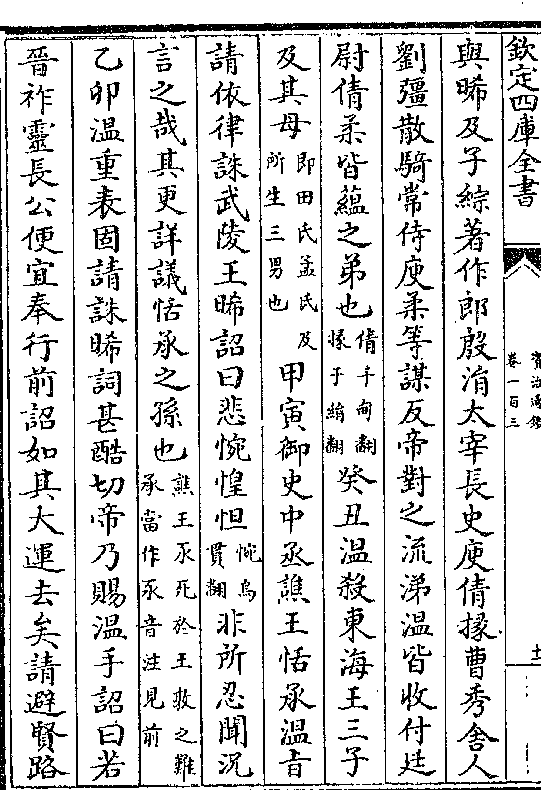 欽定四庫全書
資治通鑑
卷一百三
十二
與晞及子綜著作郎殷涓太宰長史庾倩掾曹秀舍人
劉彊散騎常侍庾柔等謀反帝對之流涕溫皆收付廷
尉倩柔皆蘊之弟也倩千甸翻掾于絹翻癸丑溫殺東海王三子
及其母即田氏孟氏及所生三男也甲寅御史中丞譙王恬承溫旨
請依律誅武陵王晞詔曰悲惋惶怛惋烏貫翻非所忍聞况
言之哉其更詳議恬承之孫也譙王承死於王敦之難承當作氶音注見前
乙卯溫重表固請誅晞詞甚酷切帝乃賜溫手詔曰若
晉祚靈長公便宜奉行前詔如其大運去矣請避賢路